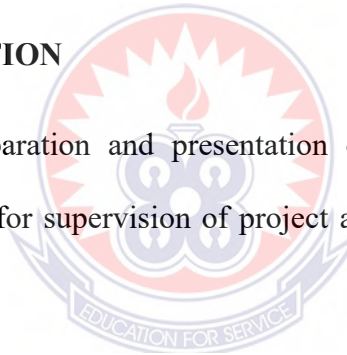 TION
paration and presentation
for supervision of project a
EDUCATION FOR SERVICE